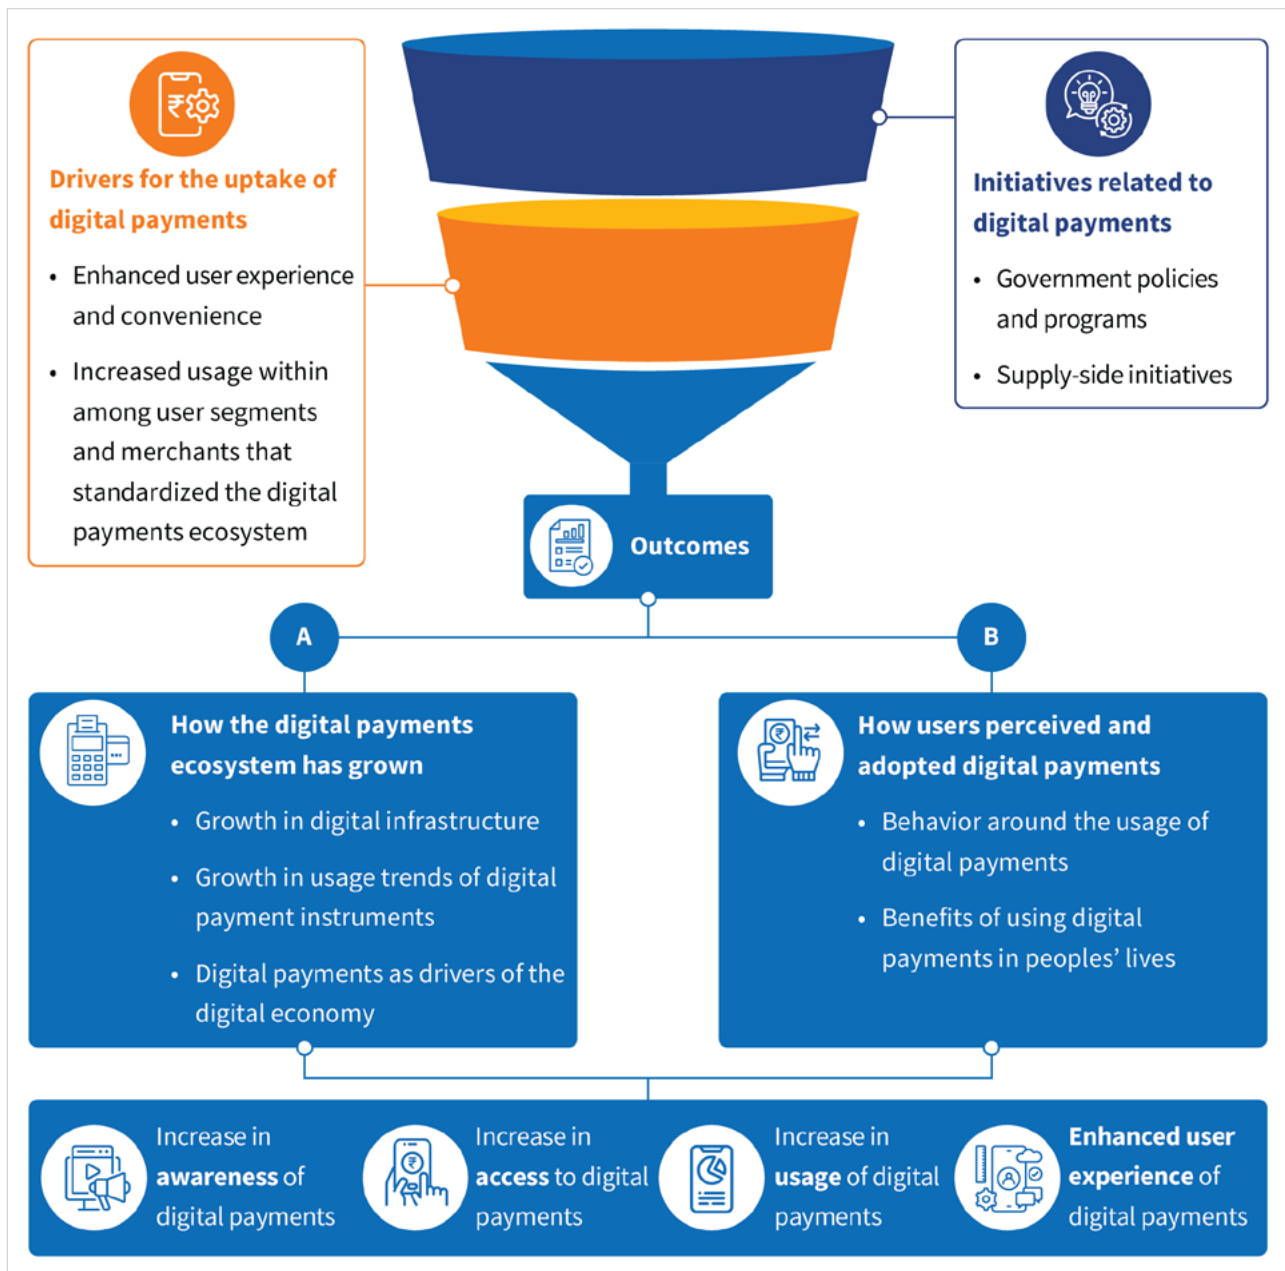 Drivers for the uptake of
digital payments
• Enhanced user experience
and convenience
• Increased usage within
among user segments
and merchants that
standardized the digital
payments ecosystem
Initiatives related to
digital payments
• Government policies
and programs
• Supply-side initiatives
Outcomes
A
B
How the digital payments
ecosystem has grown
• Growth in digital infrastructure
• Growth in usage trends of digital
payment instruments
• Digital payments as drivers of the
digital economy
How users perceived and
adopted digital payments
• Behavior around the usage of
digital payments
• Benefits of using digital
payments in peoples’ lives
Increase in
awareness of
digital payments
Increase in
access to digital
payments
Increase in
usage of digital
payments
Enhanced user
experience of
digital payments